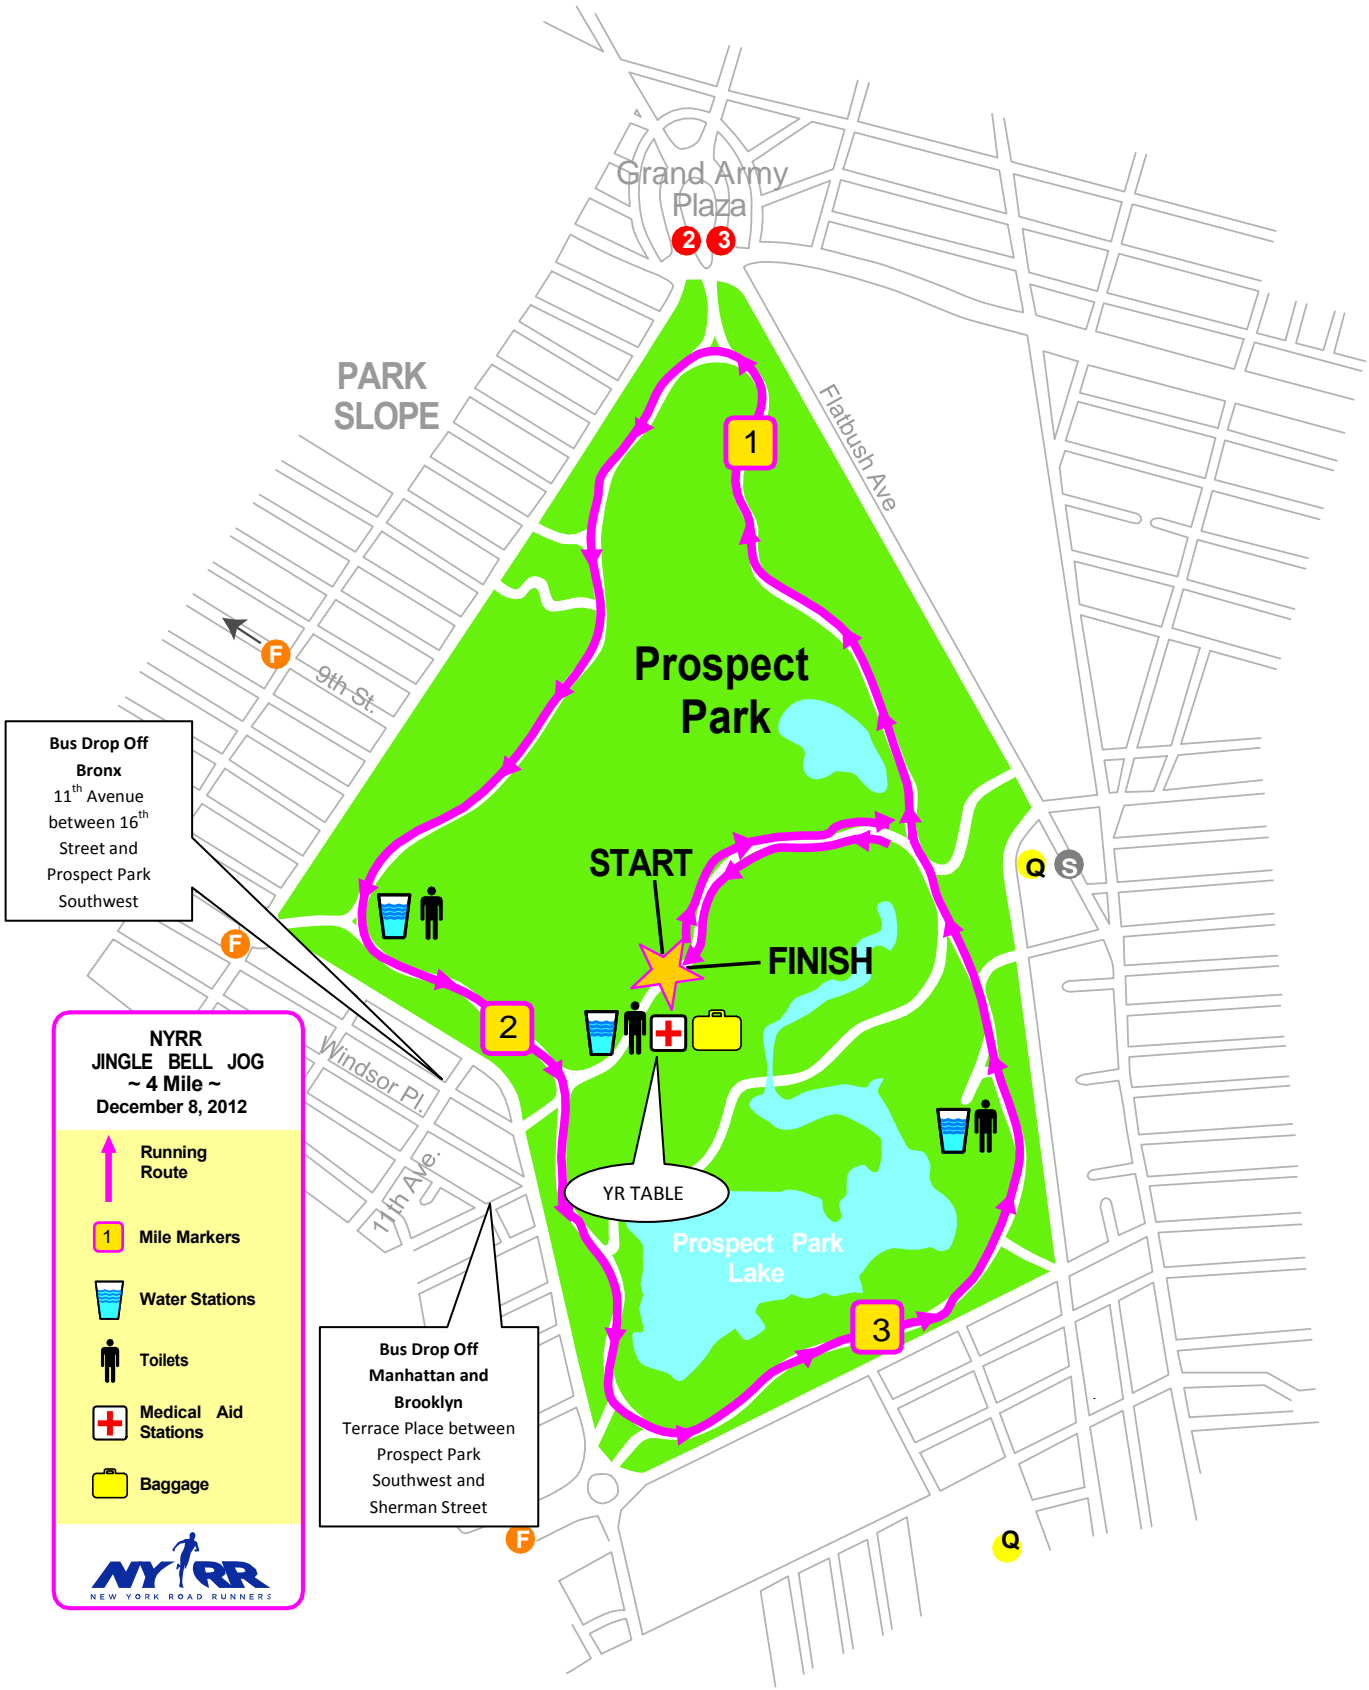 Grand Army
Plaza
2 3
PARK
SLOPE
Flatbush Ave
1
F
9th St.
Prospect
Park
Bus Drop Off
Bronx
11th Avenue
between 16th
Street and
Prospect Park
Southwest
START
Q S
F
FINISH
2
Windsor Pl.
11th Ave.
YR TABLE
Prospect Park
Lake
3
NYRR
JINGLE BELL JOG
~ 4 Mile ~
December 8, 2012
Running
Route
1 Mile Markers
Water Stations
Toilets
Medical Aid
Stations
Baggage
NYRR
NEW YORK ROAD RUNNERS
Bus Drop Off
Manhattan and
Brooklyn
Terrace Place between
Prospect Park
Southwest and
Sherman Street
F
Q